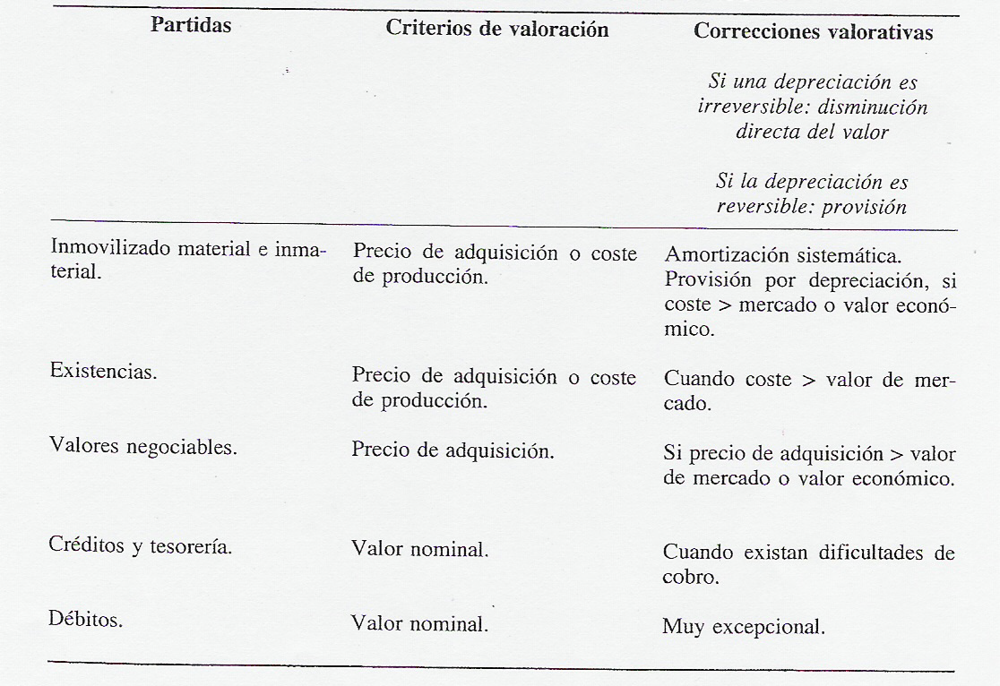 Partidas
Criterios de valoración
Correcciones valorativas
Si una depreciación es
irreversible: disminución
directa del valor
Si la depreciación es
reversible: provisión
Inmovilizado material e inma-
terial.
Precio de adquisición o coste
de producción.
Amortización sistemática.
Provisión por depreciación, si
coste > mercado o valor econó-
mico.
Existencias.
Precio de adquisición o coste
de producción.
Cuando coste > valor de mer-
cado.
Valores negociables.
Precio de adquisición.
Si precio de adquisición > valor
de mercado o valor económico.
Créditos y tesorería.
Valor nominal.
Cuando existan dificultades de
cobro.
Débitos.
Valor nominal.
Muy excepcional.